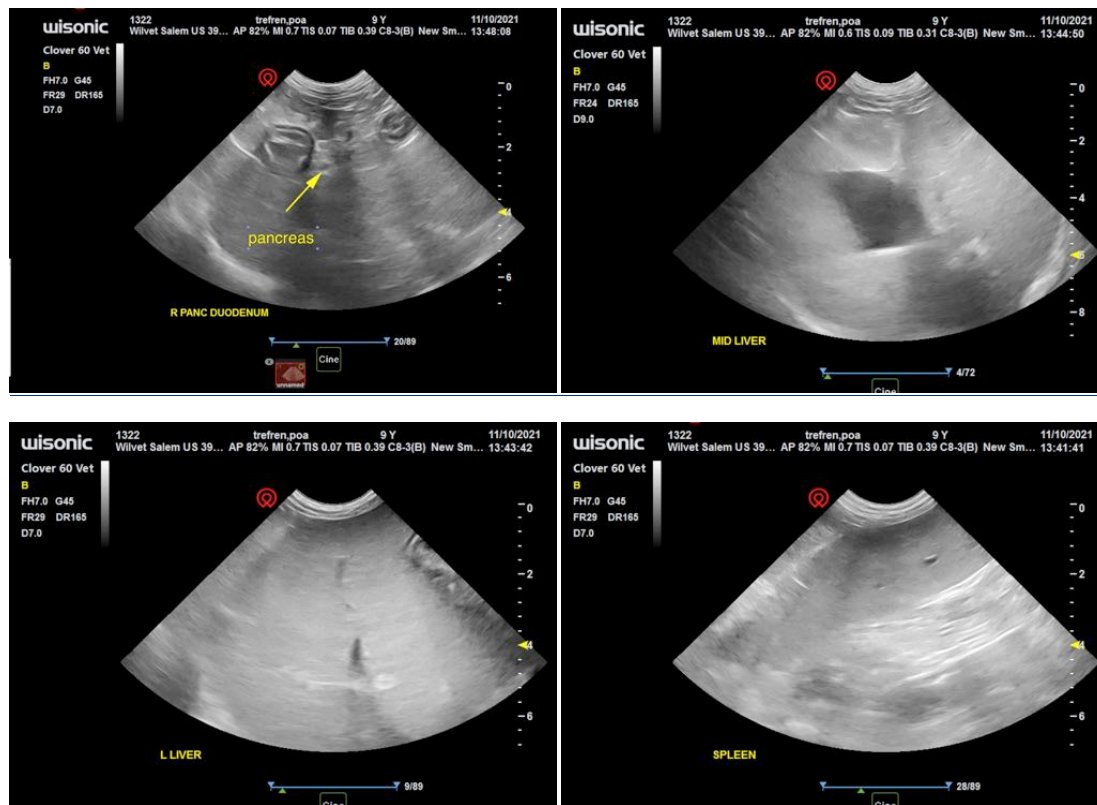 wisonic
1322 trefren,poa 9 Y 11/10/2021
Wilvet Salem US 39... AP 82% MI 0.7 TIS 0.07 TIB 0.39 C8-3(B) New Sm... 13:48:08
Clover 60 Vet
B
FH7.0 G45
FR29 DR165
D7.0
0
2
4
6
pancreas
R PANC DUODENUM
20/89
Cine
unnamed
wisonic
1322 trefren,poa 9 Y 11/10/2021
Wilvet Salem US 39... AP 82% MI 0.6 TIS 0.09 TIB 0.31 C8-3(B) New Sm... 13:44:50
Clover 60 Vet
B
FH7.0 G45
FR24 DR165
D9.0
0
2
4
6
8
MID LIVER
4/72
Cine
wisonic
1322 trefren,poa 9 Y 11/10/2021
Wilvet Salem US 39... AP 82% MI 0.7 TIS 0.07 TIB 0.39 C8-3(B) New Sm... 13:43:42
Clover 60 Vet
B
FH7.0 G45
FR29 DR165
D7.0
0
2
4
6
L LIVER
9/89
Cine
wisonic
1322 trefren,poa 9 Y 11/10/2021
Wilvet Salem US 39... AP 82% MI 0.7 TIS 0.07 TIB 0.39 C8-3(B) New Sm... 13:41:41
Clover 60 Vet
B
FH7.0 G45
FR29 DR165
D7.0
0
2
4
6
SPLEEN
28/89
Cine